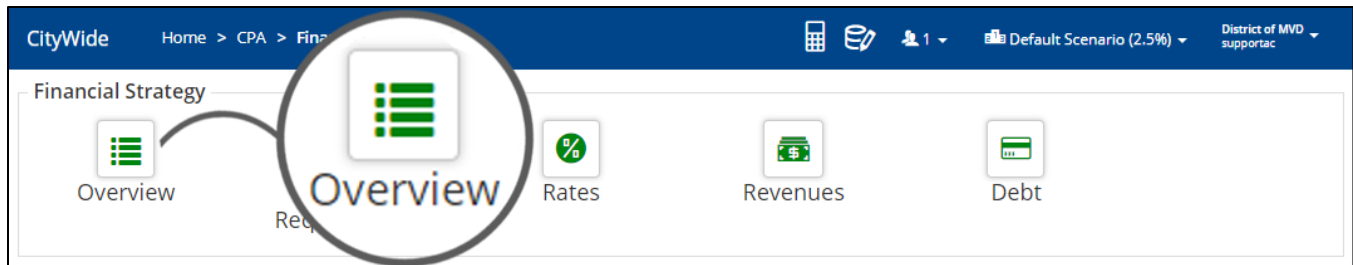 CityWide
Home > CPA > Fina
1
Default Scenario (2.5%)
District of MVD
supportac
Financial Strategy
Overview
Overview
Req
Rates
Revenues
Debt